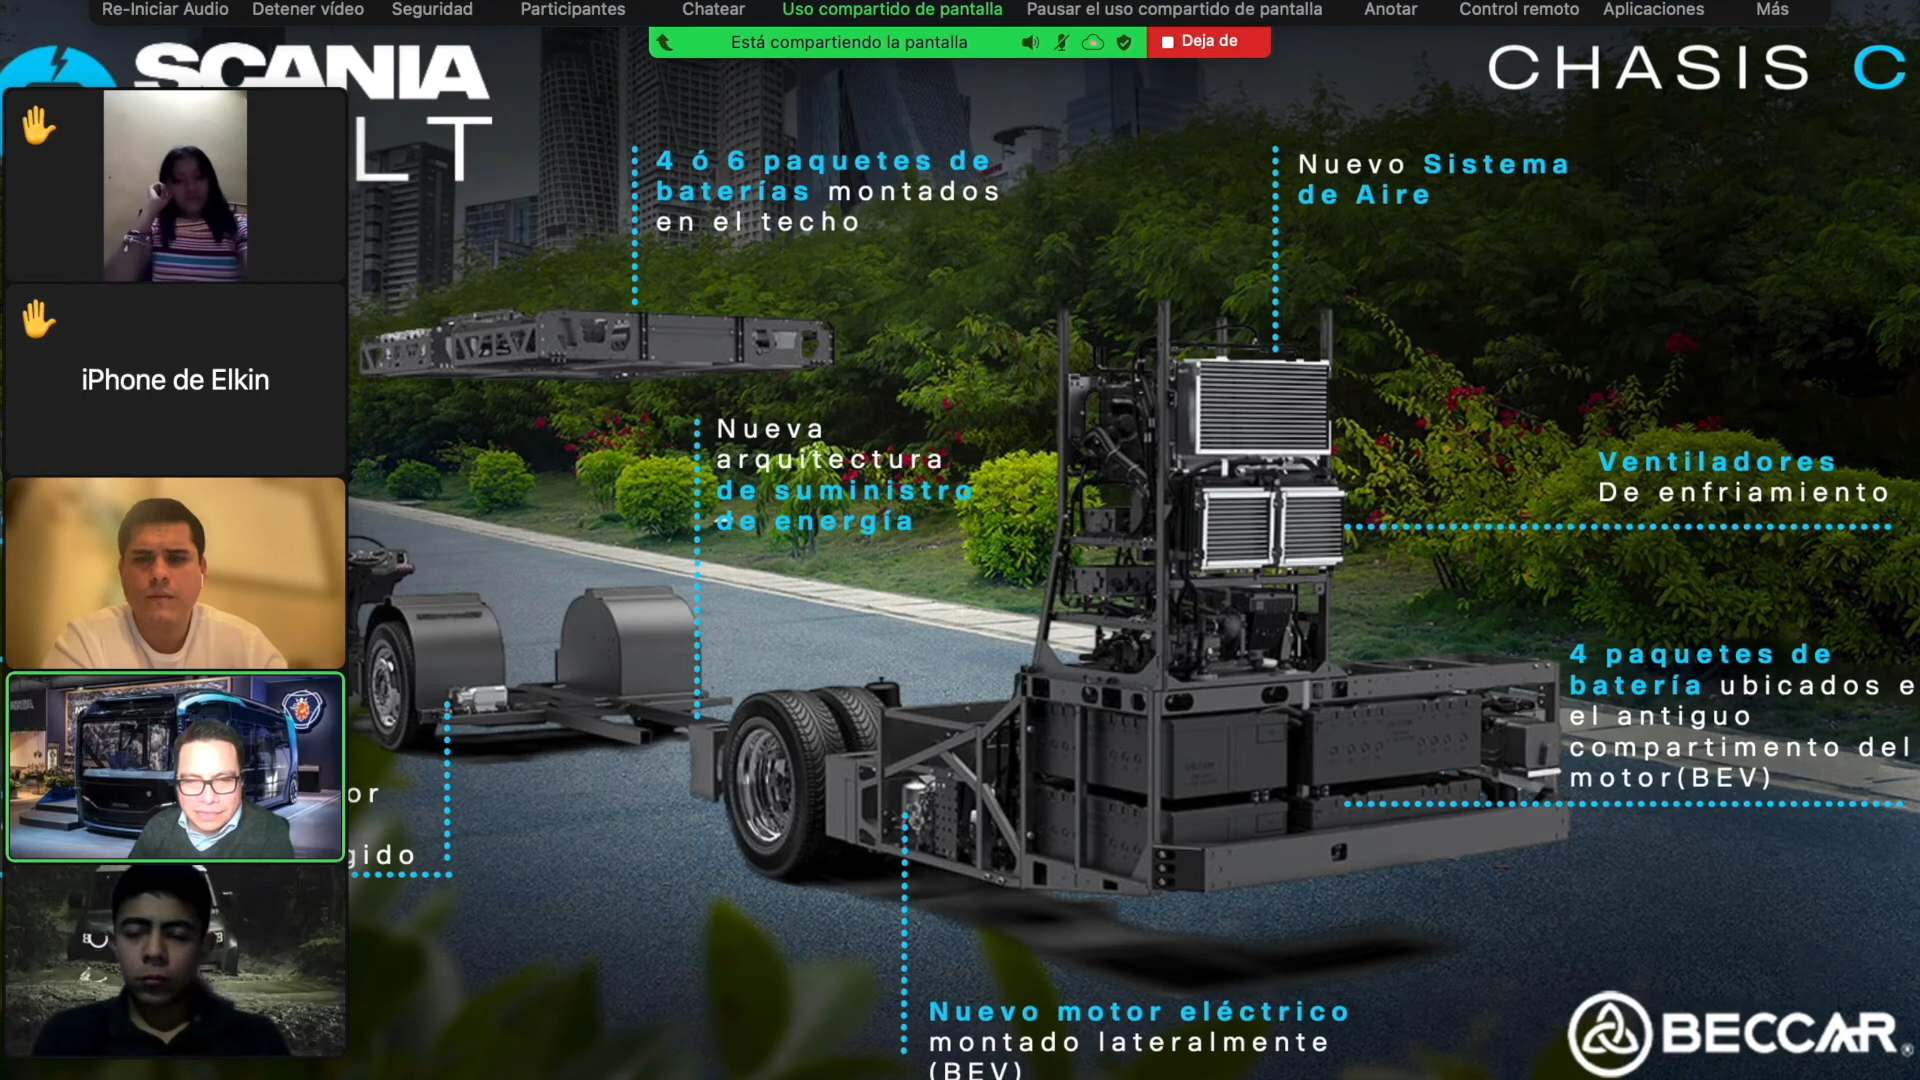 Re-Iniciar Audio Detener vídeo Seguridad Participantes Chatear Uso compartido de pantalla Pausar el uso compartido de pantalla Anotar Control remoto Aplicaciones Más
Está compartiendo la pantalla Deja de
SCANIA
LT
CHASIS C
4 ó 6 paquetes de
baterías montados
en el techo
Nuevo Sistema
de Aire
iPhone de Elkin
Nueva
arquitectura
de suministro
de energía
Ventiladores
De enfriamiento
4 paquetes de
batería ubicados e
el antiguo
compartimento del
motor(BEV)
or
gido
Nuevo motor eléctrico
montado lateralmente
(BEV)
BECCAR